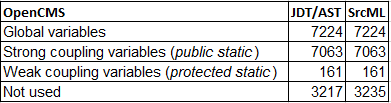 OpenCMS JDT/AST SrcML
Global variables 7224 7224
Strong coupling variables (public static) 7063 7063
Weak coupling variables (protected static) 161 161
Not used 3217 3235